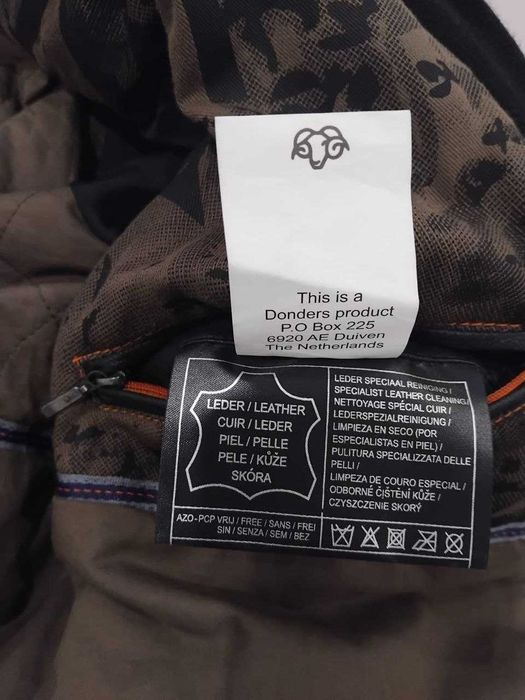 This is a
Donders product
P.O Box 225
6920 AE Duiven
The Netherlands
LEDER / LEATHER
CUIR / LEDER
PIEL / PELLE
PELE / KŮŽE
SKÓRA
AZO-PCP VRIJ / FREE / SANS / FREI
SIN / SENZA / SEM / BEZ
LEDER SPECIAAL REINIGING /
SPECIALIST LEATHER CLEANING/
NETTOYAGE SPÉCIAL CUIR /
LEDERSPEZIALREINIGUNG /
LIMPIEZA EN SECO (POR
ESPECIALISTAS EN PIEL) /
PULITURA SPECIALIZZATA DELLE
PELLI /
LIMPEZA DE COURO ESPECIAL /
ODBORNÉ ČIŠTĚNÍ KŮŽE /
CZYSZCZENIE SKORÝ